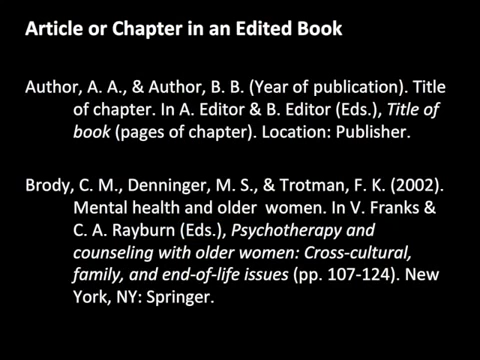 Article or Chapter in an Edited Book
Author, A. A., & Author, B. B. (Year of publication). Title
of chapter. In A. Editor & B. Editor (Eds.), Title of
book (pages of chapter). Location: Publisher.
Brody, C. M., Denninger, M. S., & Trotman, F. K. (2002).
Mental health and older women. In V. Franks &
C. A. Rayburn (Eds.), Psychotherapy and
counseling with older women: Cross-cultural,
family, and end-of-life issues (pp. 107-124). New
York, NY: Springer.